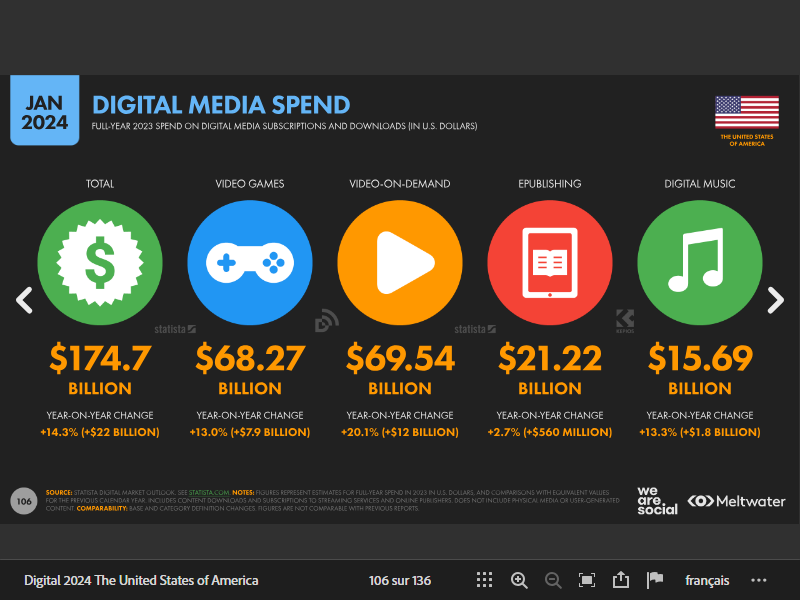 JAN
2024
DIGITAL MEDIA SPEND
FULL-YEAR 2023 SPEND ON DIGITAL MEDIA SUBSCRIPTIONS AND DOWNLOADS (IN U.S. DOLLARS)
THE UNITED STATES
OF AMERICA
TOTAL
VIDEO GAMES
VIDEO-ON-DEMAND
EPUBLISHING
DIGITAL MUSIC
$
statista
statista
KEPIOS
$174.7
BILLION
YEAR-ON-YEAR CHANGE
+14.3% (+$22 BILLION)
$68.27
BILLION
YEAR-ON-YEAR CHANGE
+13.0% (+$7.9 BILLION)
$69.54
BILLION
YEAR-ON-YEAR CHANGE
+20.1% (+$12 BILLION)
$21.22
BILLION
YEAR-ON-YEAR CHANGE
+2.7% (+$560 MILLION)
$15.69
BILLION
YEAR-ON-YEAR CHANGE
+13.3% (+$1.8 BILLION)
106
SOURCE: STATISTA DIGITAL MARKET OUTLOOK. SEE STATISTA.COM. NOTES: FIGURES REPRESENT ESTIMATES FOR FULL-YEAR SPEND IN 2023 IN U.S. DOLLARS, AND COMPARISONS WITH EQUIVALENT VALUES
FOR THE PREVIOUS CALENDAR YEAR. INCLUDES CONTENT DOWNLOADS AND SUBSCRIPTIONS TO STREAMING SERVICES AND ONLINE PUBLISHERS. DOES NOT INCLUDE PHYSICAL MEDIA OR USER-GENERATED
CONTENT. COMPARABILITY: BASE AND CATEGORY DEFINITION CHANGES. FIGURES ARE NOT COMPARABLE WITH PREVIOUS REPORTS.
we
are.
social
Meltwater
Digital 2024 The United States of America
106 sur 136
français